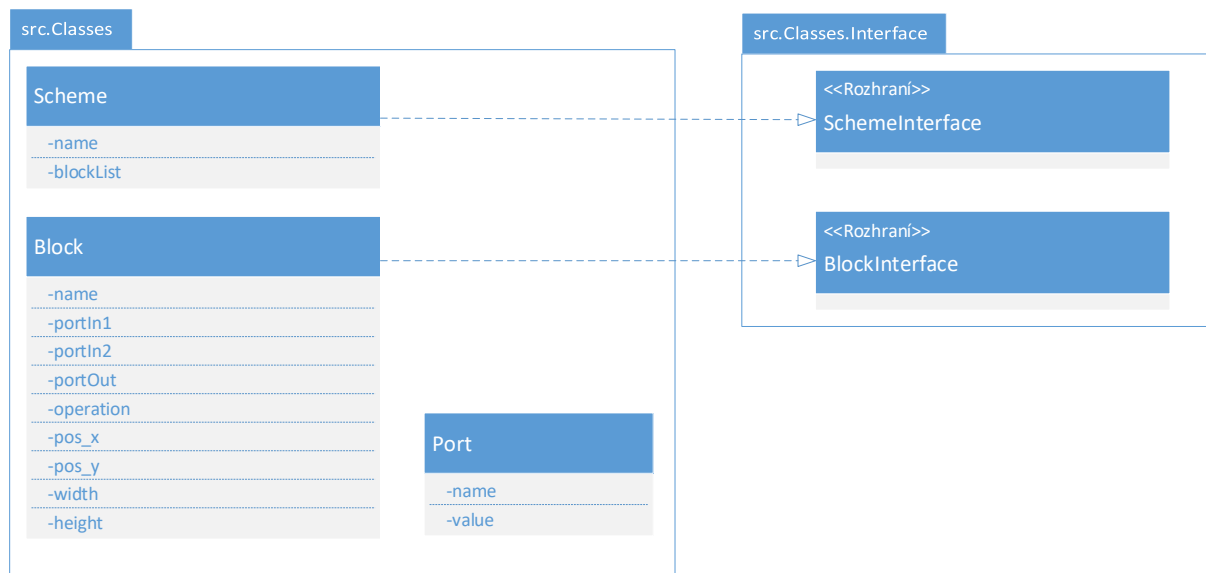 src.Classes
Scheme
-name
-blockList
Block
-name
-portIn1
-portIn2
-portOut
-operation
-pos_x
-pos_y
-width
-height
Port
-name
-value
src.Classes.Interface
<<Rozhraní>>
SchemeInterface
<<Rozhraní>>
BlockInterface